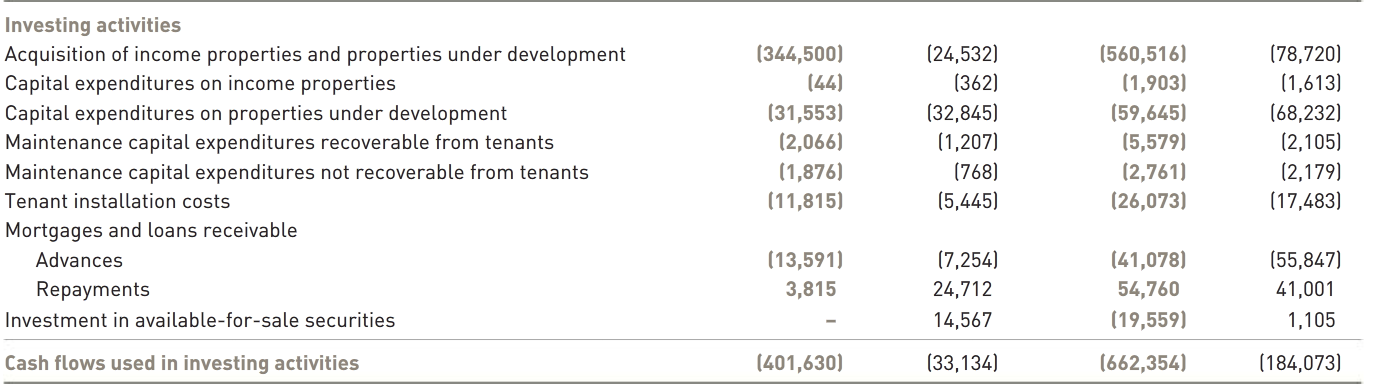 Investing activities
Acquisition of income properties and properties under development (344,500) (24,532) (560,516) (78,720)
Capital expenditures on income properties (44) (362) (1,903) (1,613)
Capital expenditures on properties under development (31,553) (32,845) (59,645) (68,232)
Maintenance capital expenditures recoverable from tenants (2,066) (1,207) (5,579) (2,105)
Maintenance capital expenditures not recoverable from tenants (1,876) (768) (2,761) (2,179)
Tenant installation costs (11,815) (5,445) (26,073) (17,483)
Mortgages and loans receivable
Advances (13,591) (7,254) (41,078) (55,847)
Repayments 3,815 24,712 54,760 41,001
Investment in available-for-sale securities – 14,567 (19,559) 1,105
Cash flows used in investing activities (401,630) (33,134) (662,354) (184,073)